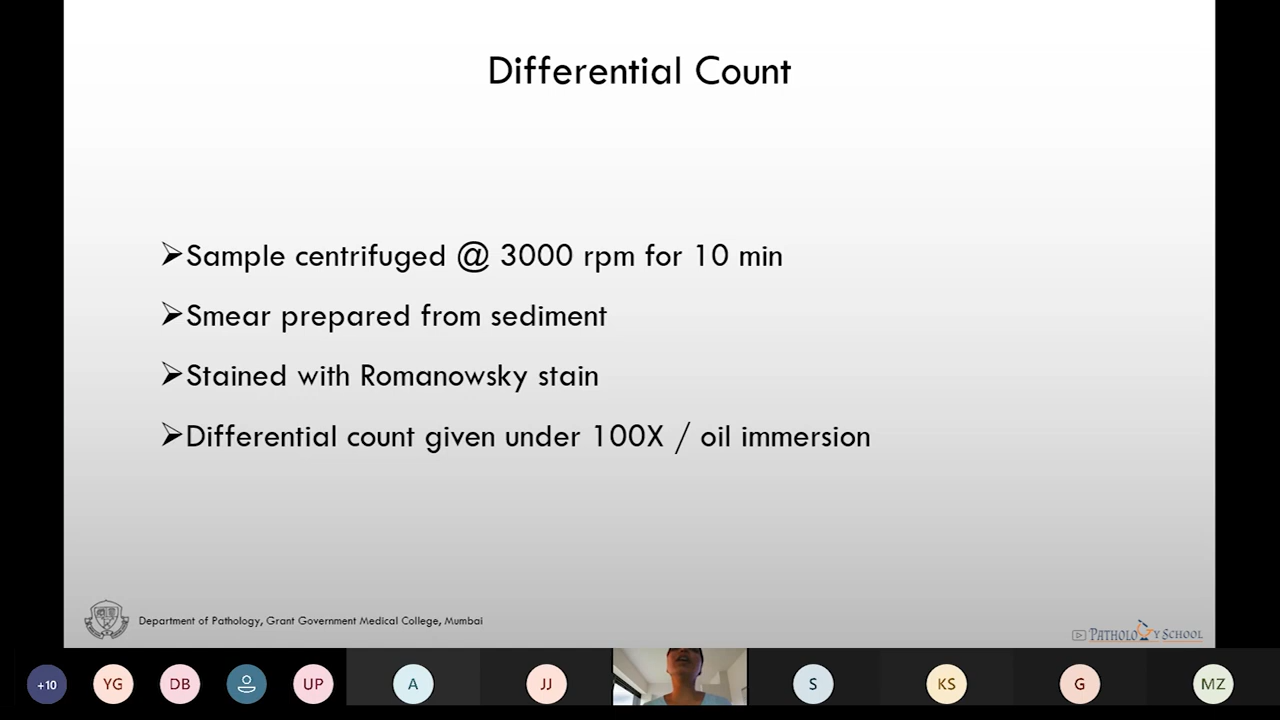 Differential Count
➢Sample centrifuged @ 3000 rpm for 10 min
➢Smear prepared from sediment
➢Stained with Romanowsky stain
➢Differential count given under 100X / oil immersion
Department of Pathology, Grant Government Medical College, Mumbai
PATHOLOGY SCHOOL
+10 YG DB UP A JJ S KS G MZ